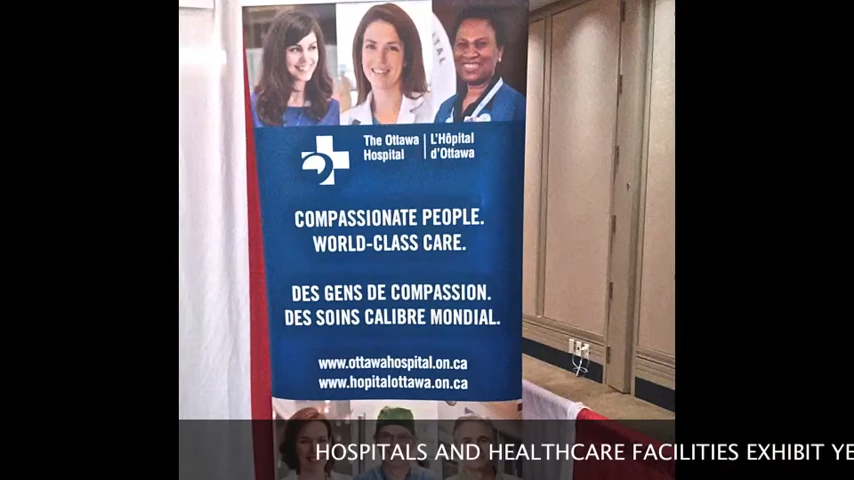 The Ottawa Hospital | L'Hôpital d'Ottawa
COMPASSIONATE PEOPLE.
WORLD-CLASS CARE.
DES GENS DE COMPASSION.
DES SOINS CALIBRE MONDIAL.
www.ottawahospital.on.ca
www.hopitalottawa.on.ca
HOSPITALS AND HEALTHCARE FACILITIES EXHIBIT